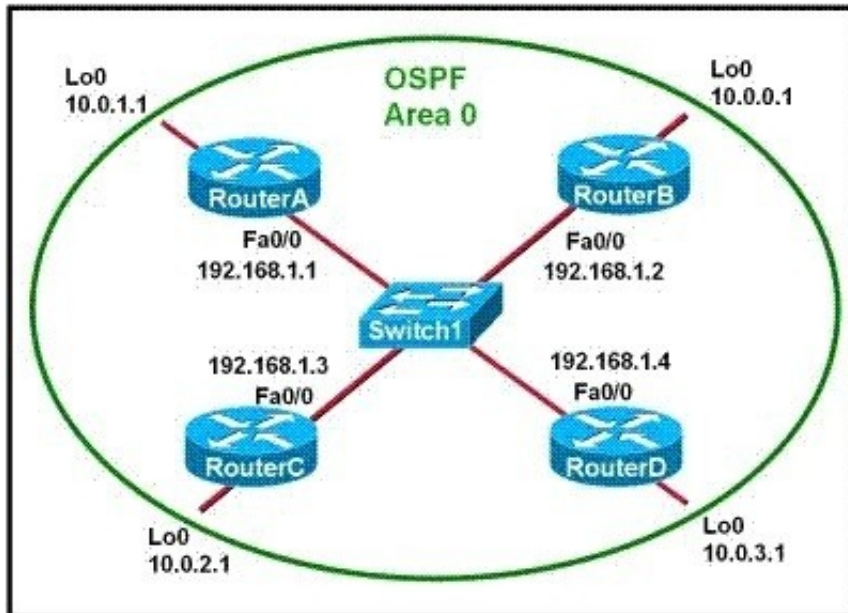 Lo0
10.0.1.1
OSPF
Area 0
Lo0
10.0.0.1
RouterA
RouterB
Fa0/0
192.168.1.1
Fa0/0
192.168.1.2
Switch1
192.168.1.3
Fa0/0
192.168.1.4
Fa0/0
RouterC
RouterD
Lo0
10.0.2.1
Lo0
10.0.3.1